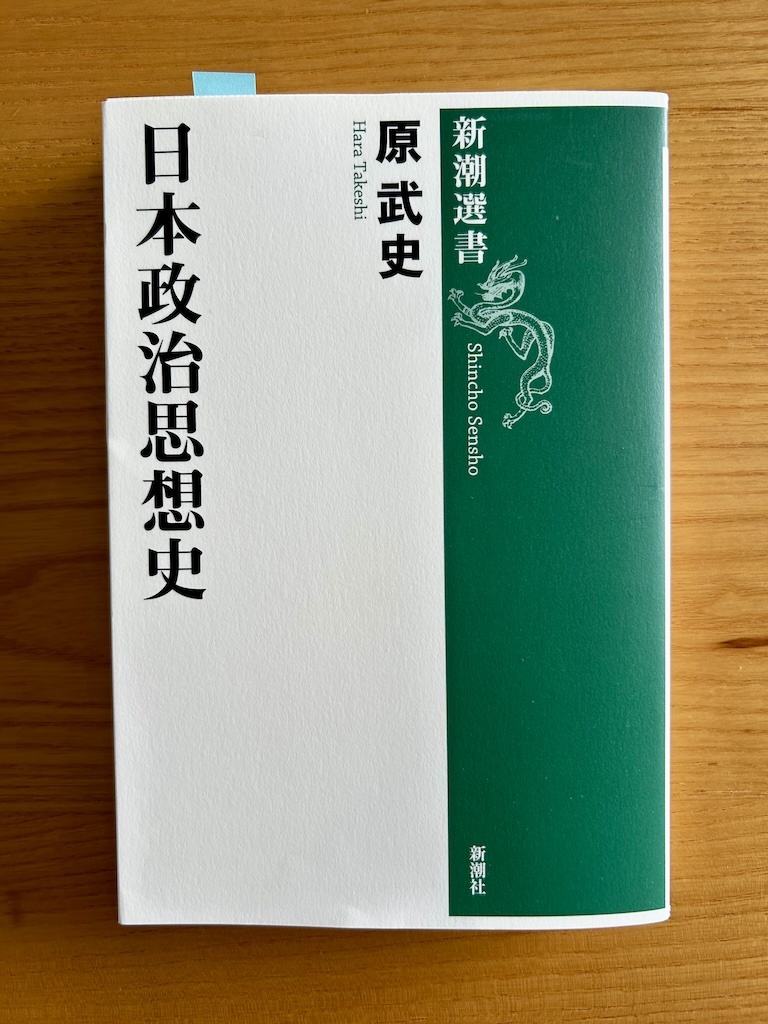 新潮選書
Shincho Sensho
新潮社
原 武史
Hara Takeshi
日本政治思想史